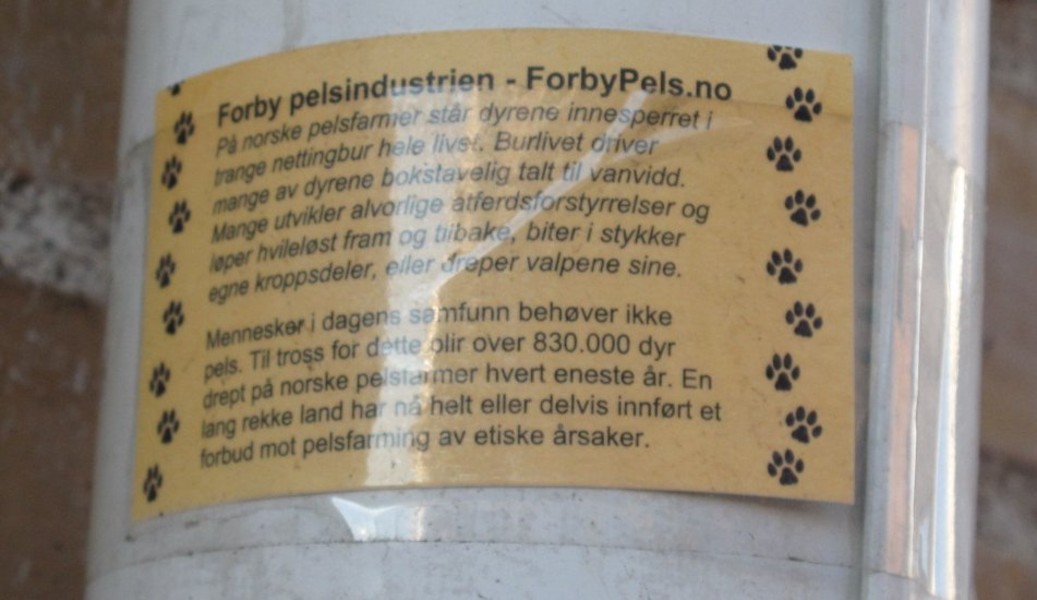 Forby pelsindustrien - ForbyPels.no
På norske pelsfarmer står dyrene innesperret i
trange nettingbur hele livet. Burlivet driver
mange av dyrene bokstavelig talt til vanvidd.
Mange utvikler alvorlige atferdsforstyrrelser og
løper hvileløst fram og tilbake, biter i stykker
egne kroppsdeler, eller dreper valpene sine.
Mennesker i dagens samfunn behøver ikke
pels. Til tross for dette blir over 830.000 dyr
drept på norske pelsfarmer hvert eneste år. En
lang rekke land har nå helt eller delvis innført et
forbud mot pelsfarming av etiske årsaker.